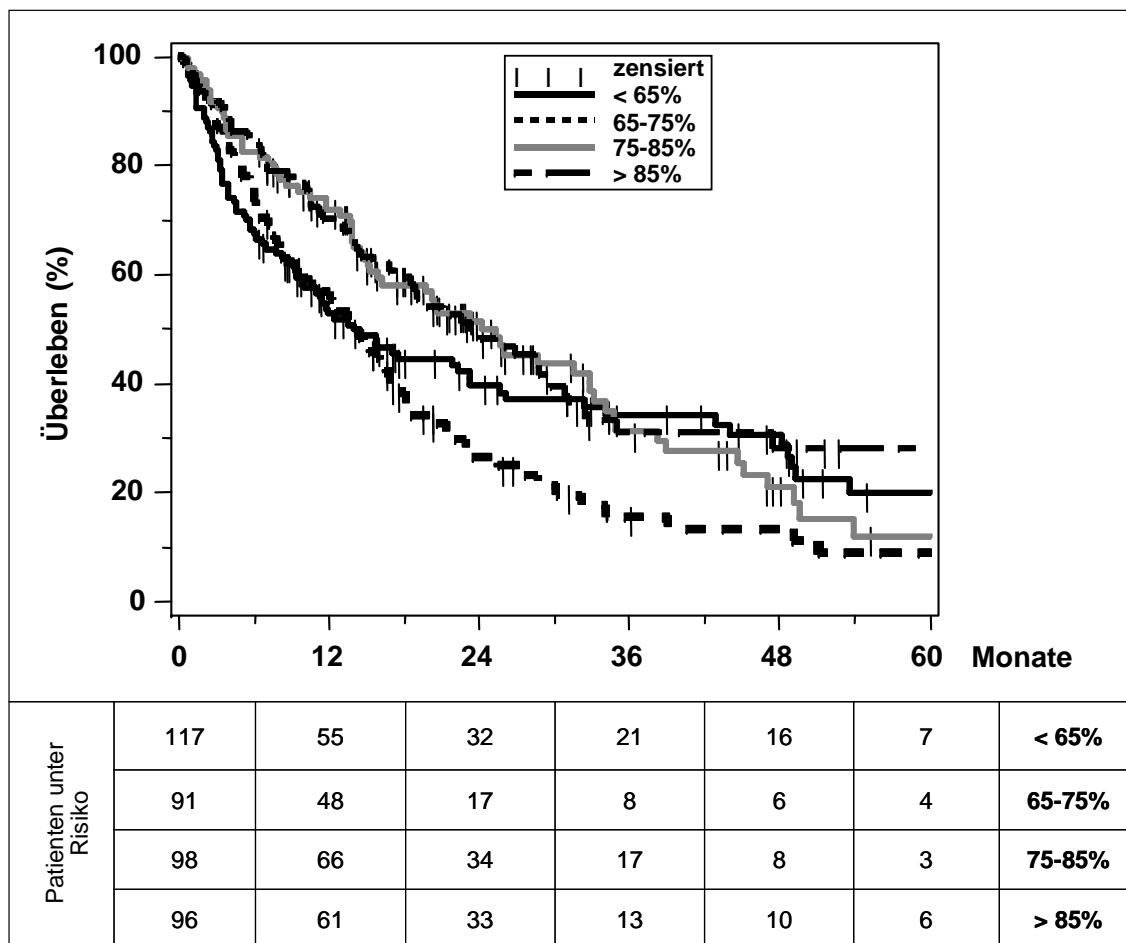 100
80
60
40
20
0
Überleben (%)
zensiert
< 65%
65-75%
75-85%
> 85%
0 12 24 36 48 60 Monate
Patienten unter
Risiko
117 55 32 21 16 7 < 65%
91 48 17 8 6 4 65-75%
98 66 34 17 8 3 75-85%
96 61 33 13 10 6 > 85%